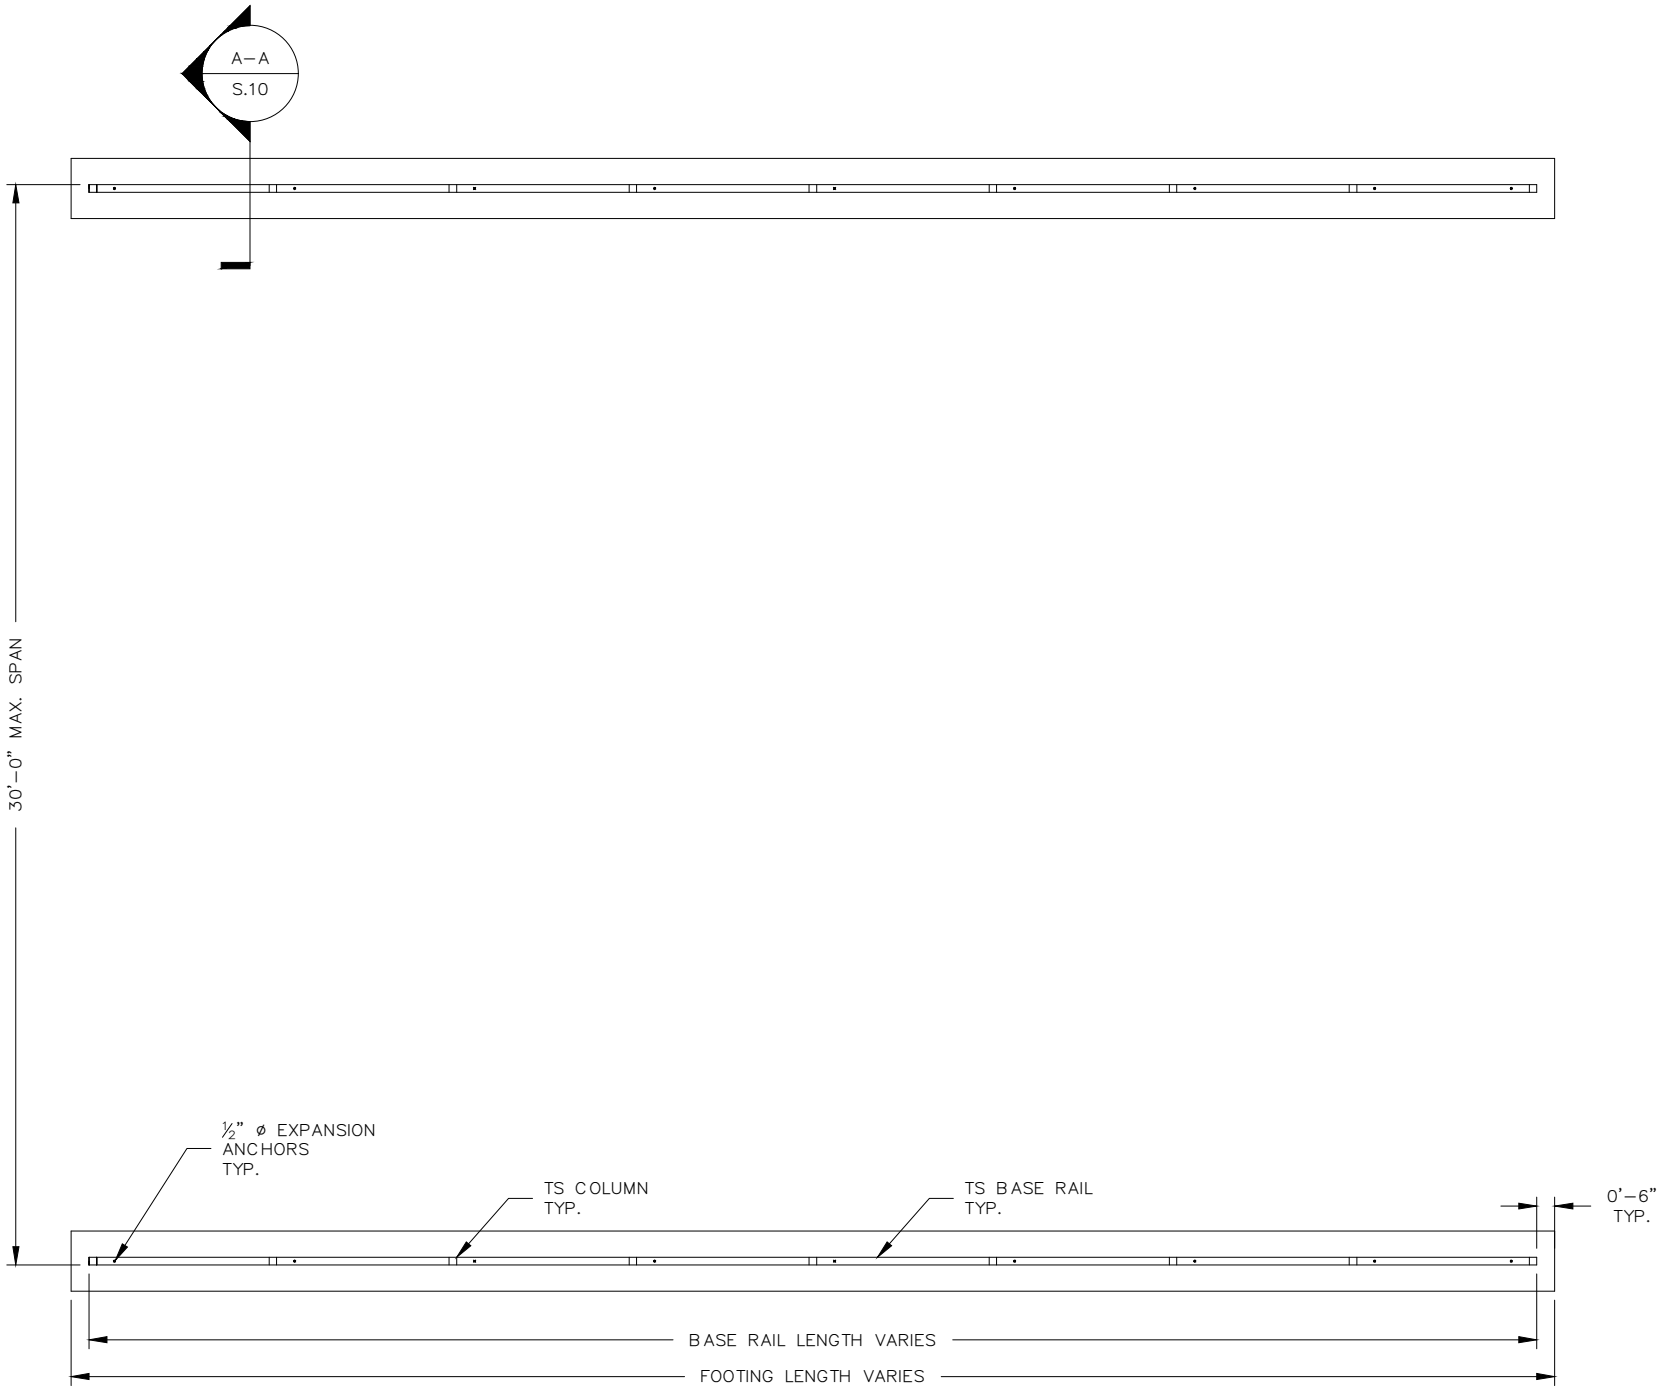 A-A
S.10
30'-0" MAX. SPAN
½" ø EXPANSION
ANCHORS
TYP.
TS COLUMN
TYP.
TS BASE RAIL
TYP.
0'-6"
TYP.
BASE RAIL LENGTH VARIES
FOOTING LENGTH VARIES